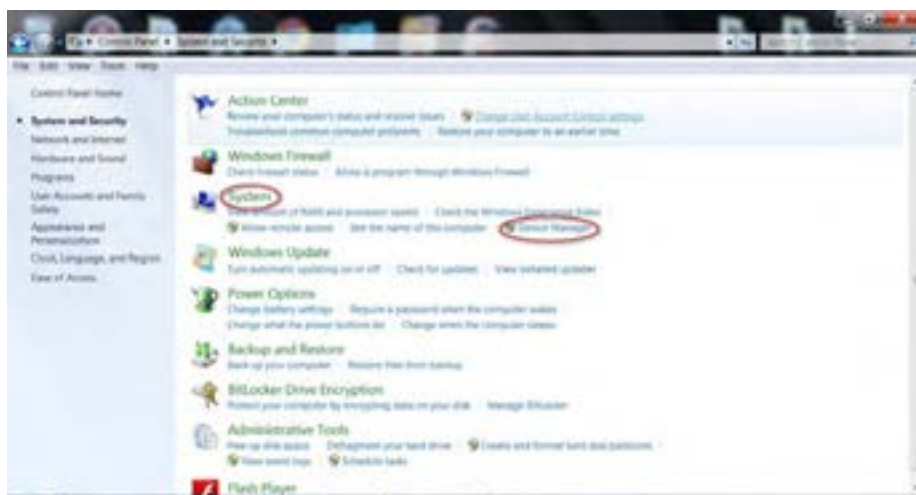 Control Panel System and Security
File Edit View Tools Help
Control Panel Home
System and Security
Network and Internet
Hardware and Sound
Programs
User Accounts and Family
Safety
Appearance and
Personalization
Clock, Language, and Region
Ease of Access
Action Center
Review your computer's status and resolve issues Change User Account Control settings
Troubleshoot common computer problems Restore your computer to an earlier time
Windows Firewall
Check firewall status Allow a program through Windows Firewall
System
View amount of RAM and processor speed Check the Windows Experience Index
Allow remote access See the name of this computer Device Manager
Windows Update
Turn automatic updating on or off Check for updates View installed updates
Power Options
Change battery settings Require a password when the computer wakes
Change what the power buttons do Change when the computer sleeps
Backup and Restore
Back up your computer Restore files from backup
BitLocker Drive Encryption
Protect your computer by encrypting data on your disk Manage BitLocker
Administrative Tools
Free up disk space Defragment your hard drive Create and format hard disk partitions
View event logs Schedule tasks
Flash Player